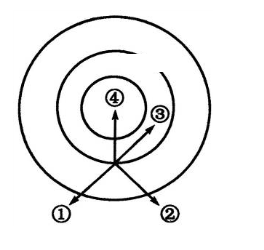 ④
③
① ②